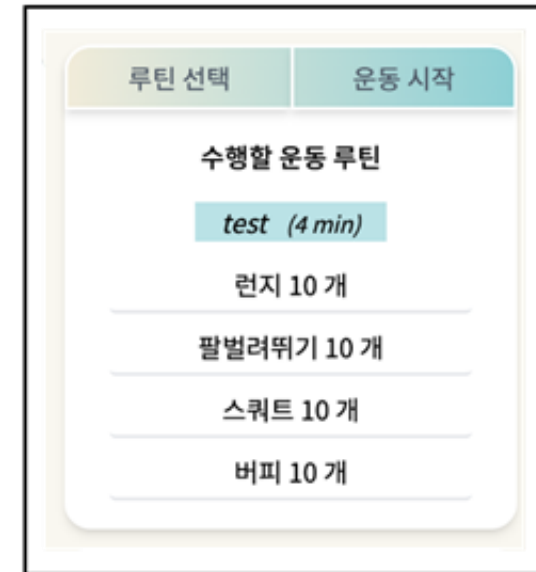 루틴 선택 운동 시작
수행할 운동 루틴
test (4 min)
런지 10 개
팔벌려뛰기 10 개
스쿼트 10 개
버피 10 개